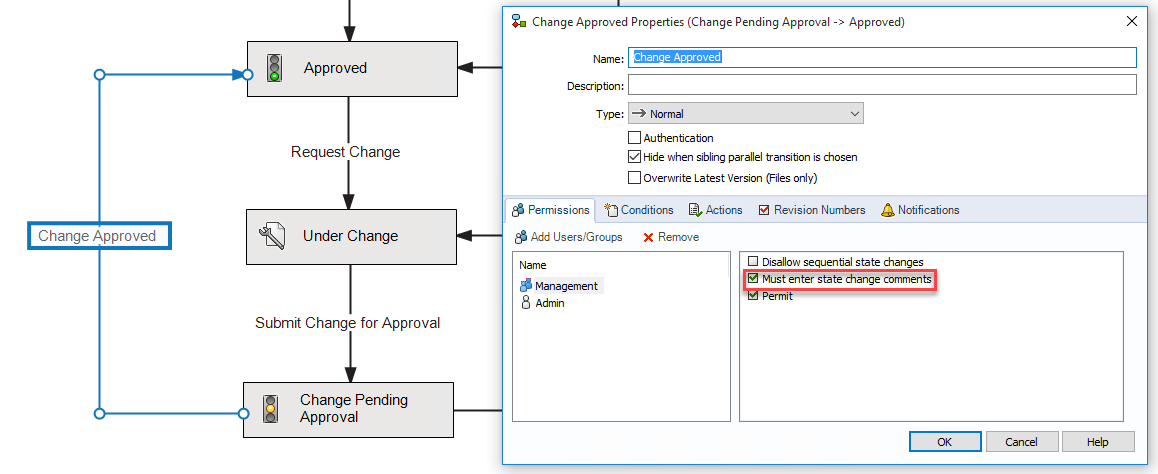 Approved
Request Change
Change Approved
Under Change
Submit Change for Approval
Change Pending
Approval
Change Approved Properties (Change Pending Approval -> Approved)
Name: Change Approved
Description:
Type: Normal
Authentication
Hide when sibling parallel transition is chosen
Overwrite Latest Version (Files only)
Permissions Conditions Actions Revision Numbers Notifications
Add Users/Groups Remove
Name
Management
Admin
Disallow sequential state changes
Must enter state change comments
Permit
OK Cancel Help